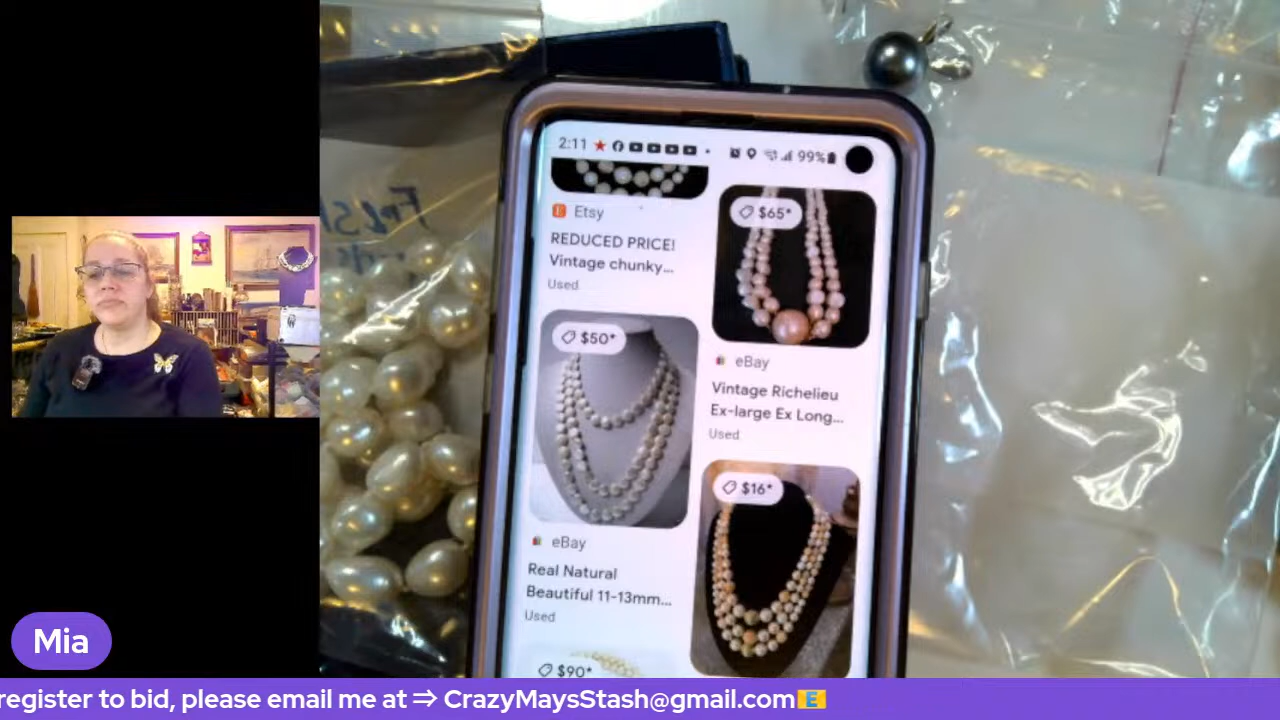 FRESH
2:11
99%
Etsy
REDUCED PRICE!
Vintage chunky...
Used
$65*
eBay
Vintage Richelieu
Ex-large Ex Long...
Used
$50*
eBay
Real Natural
Beautiful 11-13mm...
Used
$16*
$90*
Mia
register to bid, please email me at ⇒ CrazyMaysStash@gmail.com